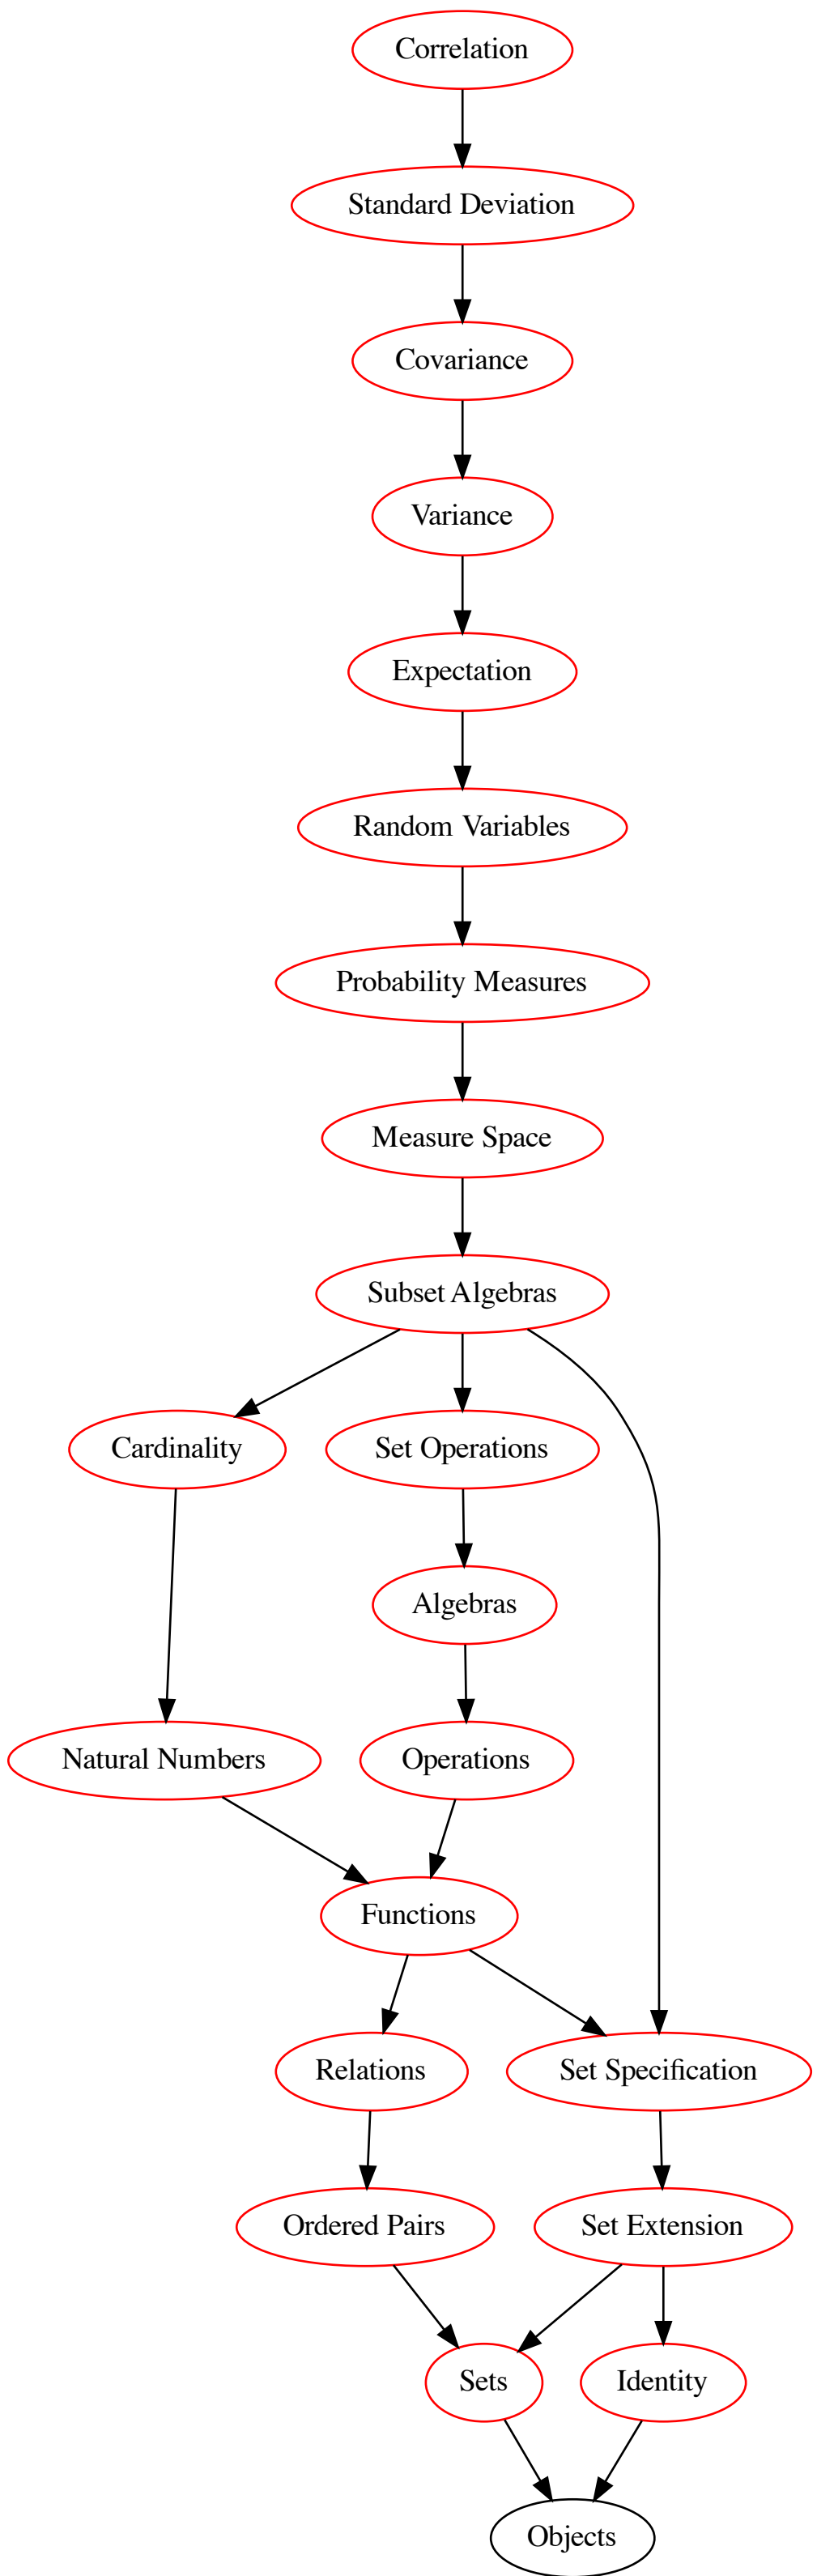 Correlation
Standard Deviation
Covariance
Variance
Expectation
Random Variables
Probability Measures
Measure Space
Subset Algebras
Cardinality
Set Operations
Algebras
Natural Numbers
Operations
Functions
Relations
Set Specification
Ordered Pairs
Set Extension
Sets
Identity
Objects